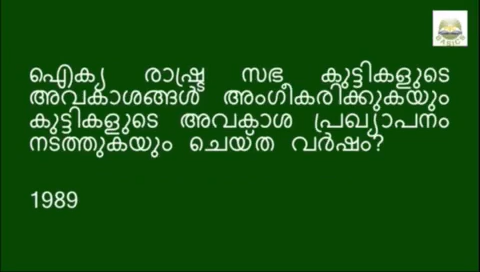 ഐക്യ രാഷ്ട്ര സഭ കുട്ടികളുടെ
അവകാശങ്ങൾ അംഗീകരിക്കുകയും
കുട്ടികളുടെ അവകാശ പ്രഖ്യാപനം
നടത്തുകയും ചെയ്ത വർഷം?
1989